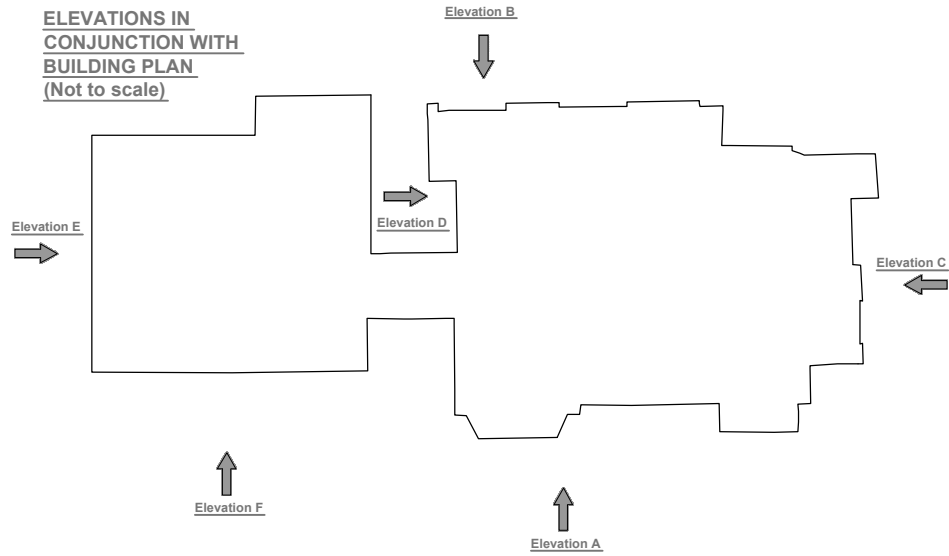 ELEVATIONS IN
CONJUNCTION WITH
BUILDING PLAN
(Not to scale)
Elevation B
Elevation E
Elevation D
Elevation C
Elevation F
Elevation A